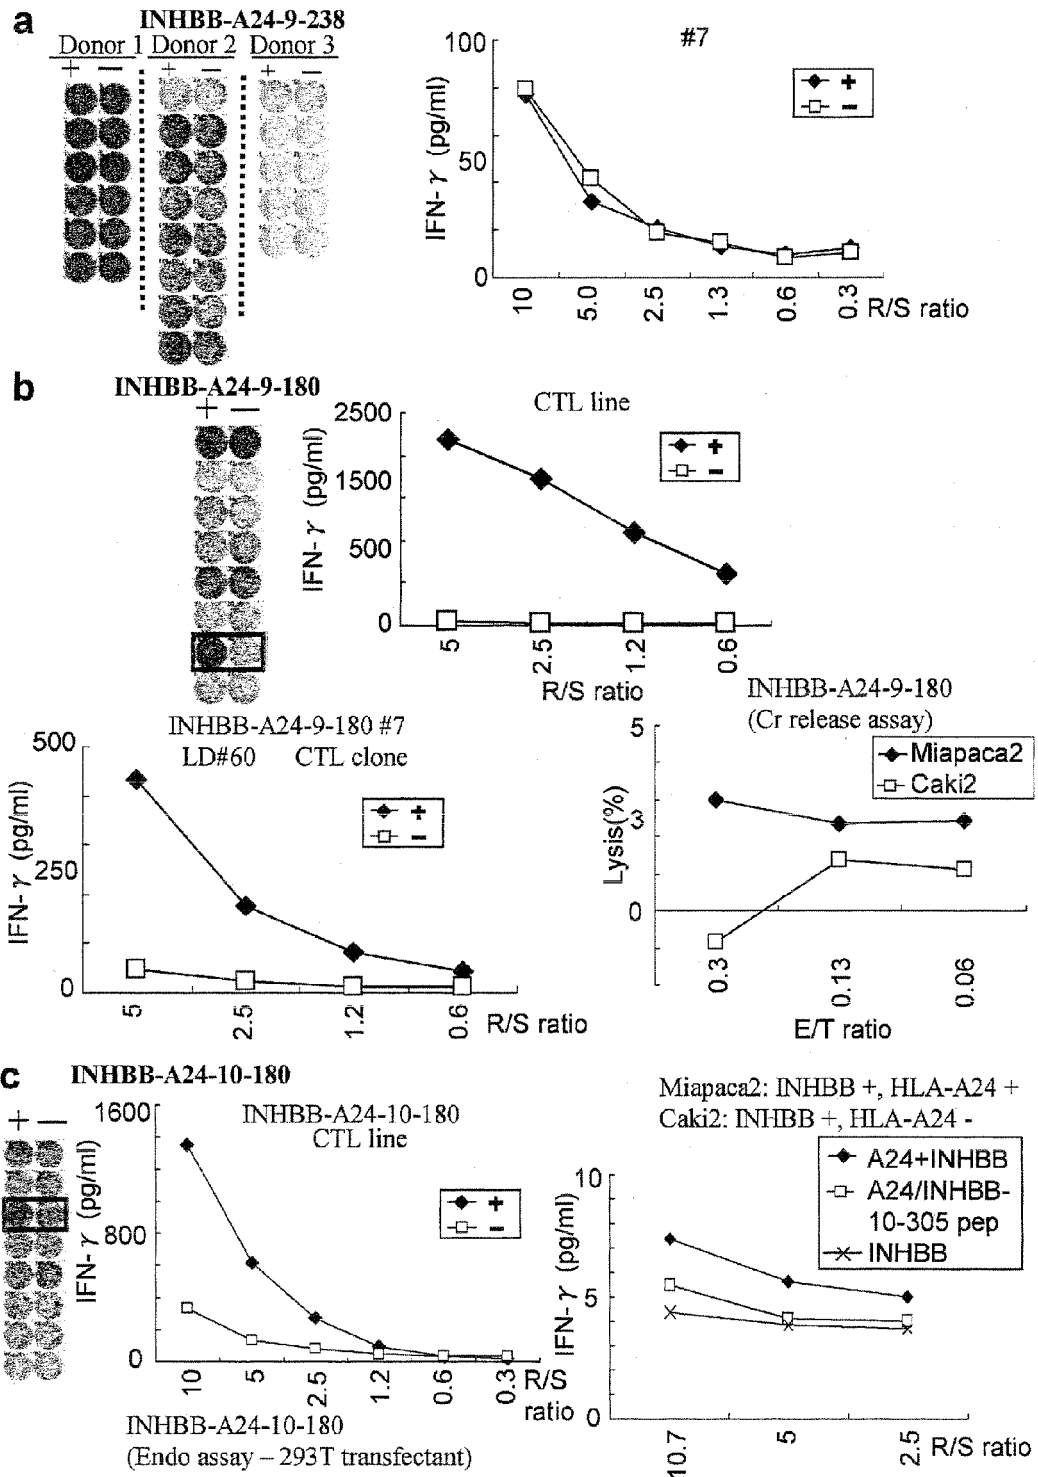 a
INHBB-A24-9-238
Donor 1 Donor 2 Donor 3
+ − + − + −
#7
+
−
100
50
0
IFN-γ (pg/ml)
10 5.0 2.5 1.3 0.6 0.3 R/S ratio
b
INHBB-A24-9-180
+ −
CTL line
+
−
2500
1500
500
0
IFN-γ (pg/ml)
5 2.5 1.2 0.6
R/S ratio
INHBB-A24-9-180 #7
LD#60 CTL clone
+
−
500
250
0
IFN-γ (pg/ml)
5 2.5 1.2 0.6 R/S ratio
INHBB-A24-9-180
(Cr release assay)
Miapaca2
Caki2
5
3
0
Lysis(%)
0.3 0.13 0.06
E/T ratio
c
INHBB-A24-10-180
+ −
INHBB-A24-10-180
CTL line
+
−
1600
800
0
IFN-γ (pg/ml)
10 5 2.5 1.2 0.6 0.3 R/S
ratio
INHBB-A24-10-180
(Endo assay – 293T transfectant)
Miapaca2: INHBB +, HLA-A24 +
Caki2: INHBB +, HLA-A24 -
A24+INHBB
A24/INHBB-
10-305 pep
INHBB
10
5
0
IFN-γ (pg/ml)
10.7 5 2.5 R/S ratio